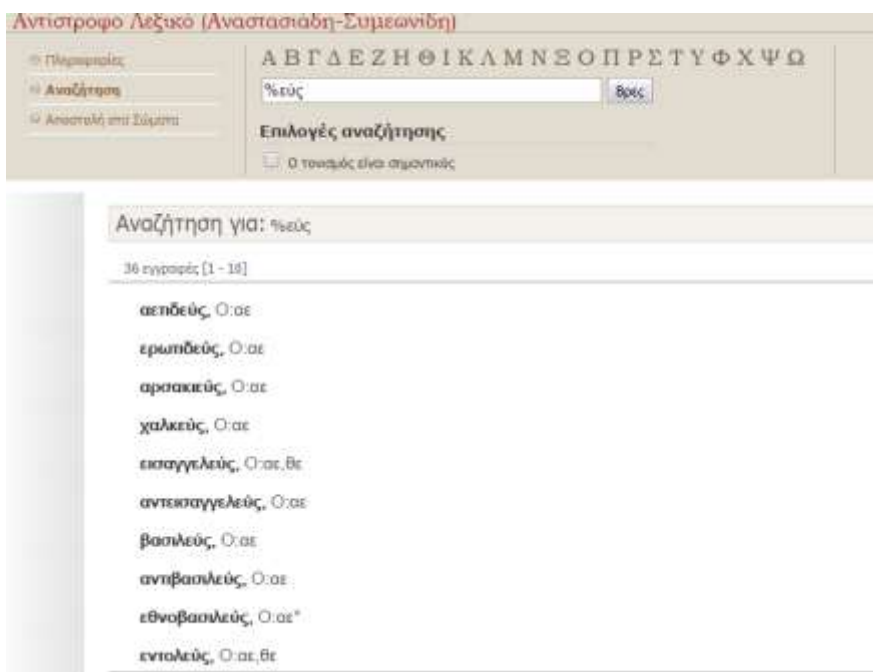 Αντίστροφο Λεξικό (Αναστασιάδη-Συμεωνίδη)
Πληροφορίες
Αναζήτηση
Αποστολή στα Σώματα
Α Β Γ Δ Ε Ζ Η Θ Ι Κ Λ Μ Ν Ξ Ο Π Ρ Σ Τ Υ Φ Χ Ψ Ω
%εύς
Βρες
Επιλογές αναζήτησης
Ο τονισμός είναι σημαντικός
Αναζήτηση για: %εύς
36 εγγραφές [1 - 10]
αετιδεύς, Ο:αε
ερωτιδεύς, Ο:αε
αρσακιεύς, Ο:αε
χαλκεύς, Ο:αε
εισαγγελεύς, Ο:αε,θε
αντεισαγγελεύς, Ο:αε
βασιλεύς, Ο:αε
αντιβασιλεύς, Ο:αε
εθνοβασιλεύς, Ο:αε*
εντολεύς, Ο:αε,θε